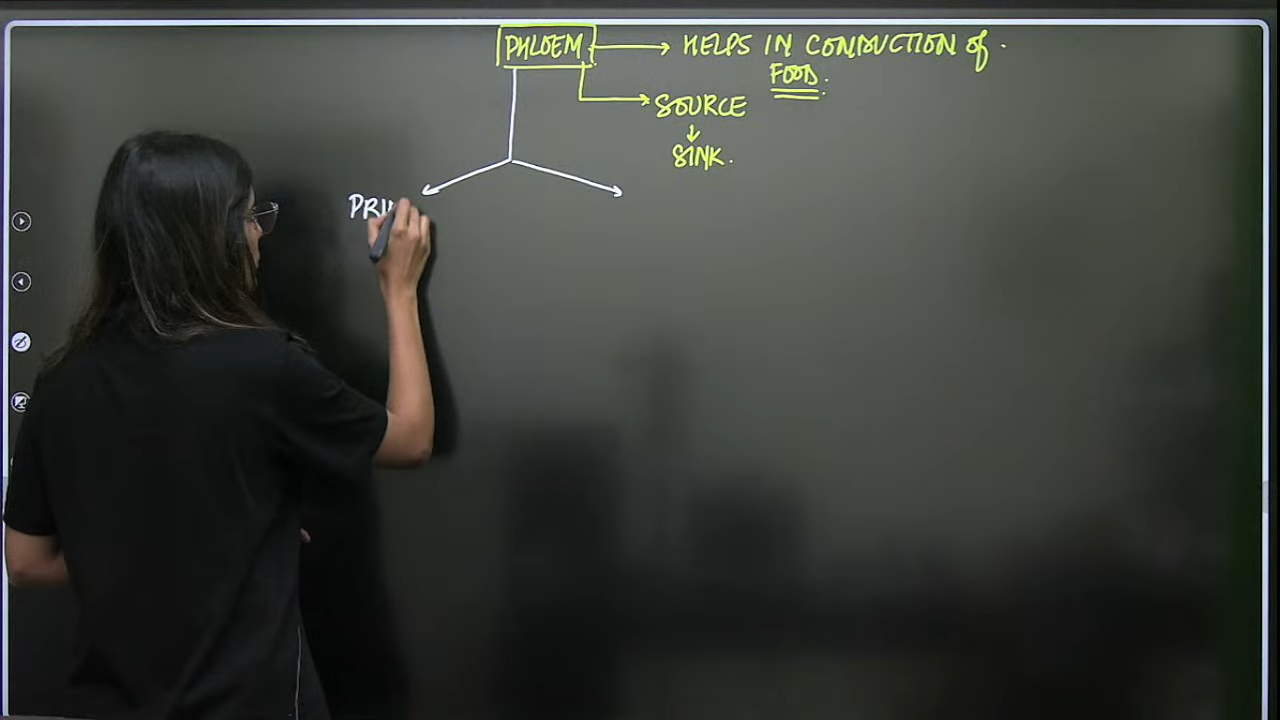 PHLOEM → HELPS IN CONDUCTION of
FOOD.
SOURCE
↓
SINK.